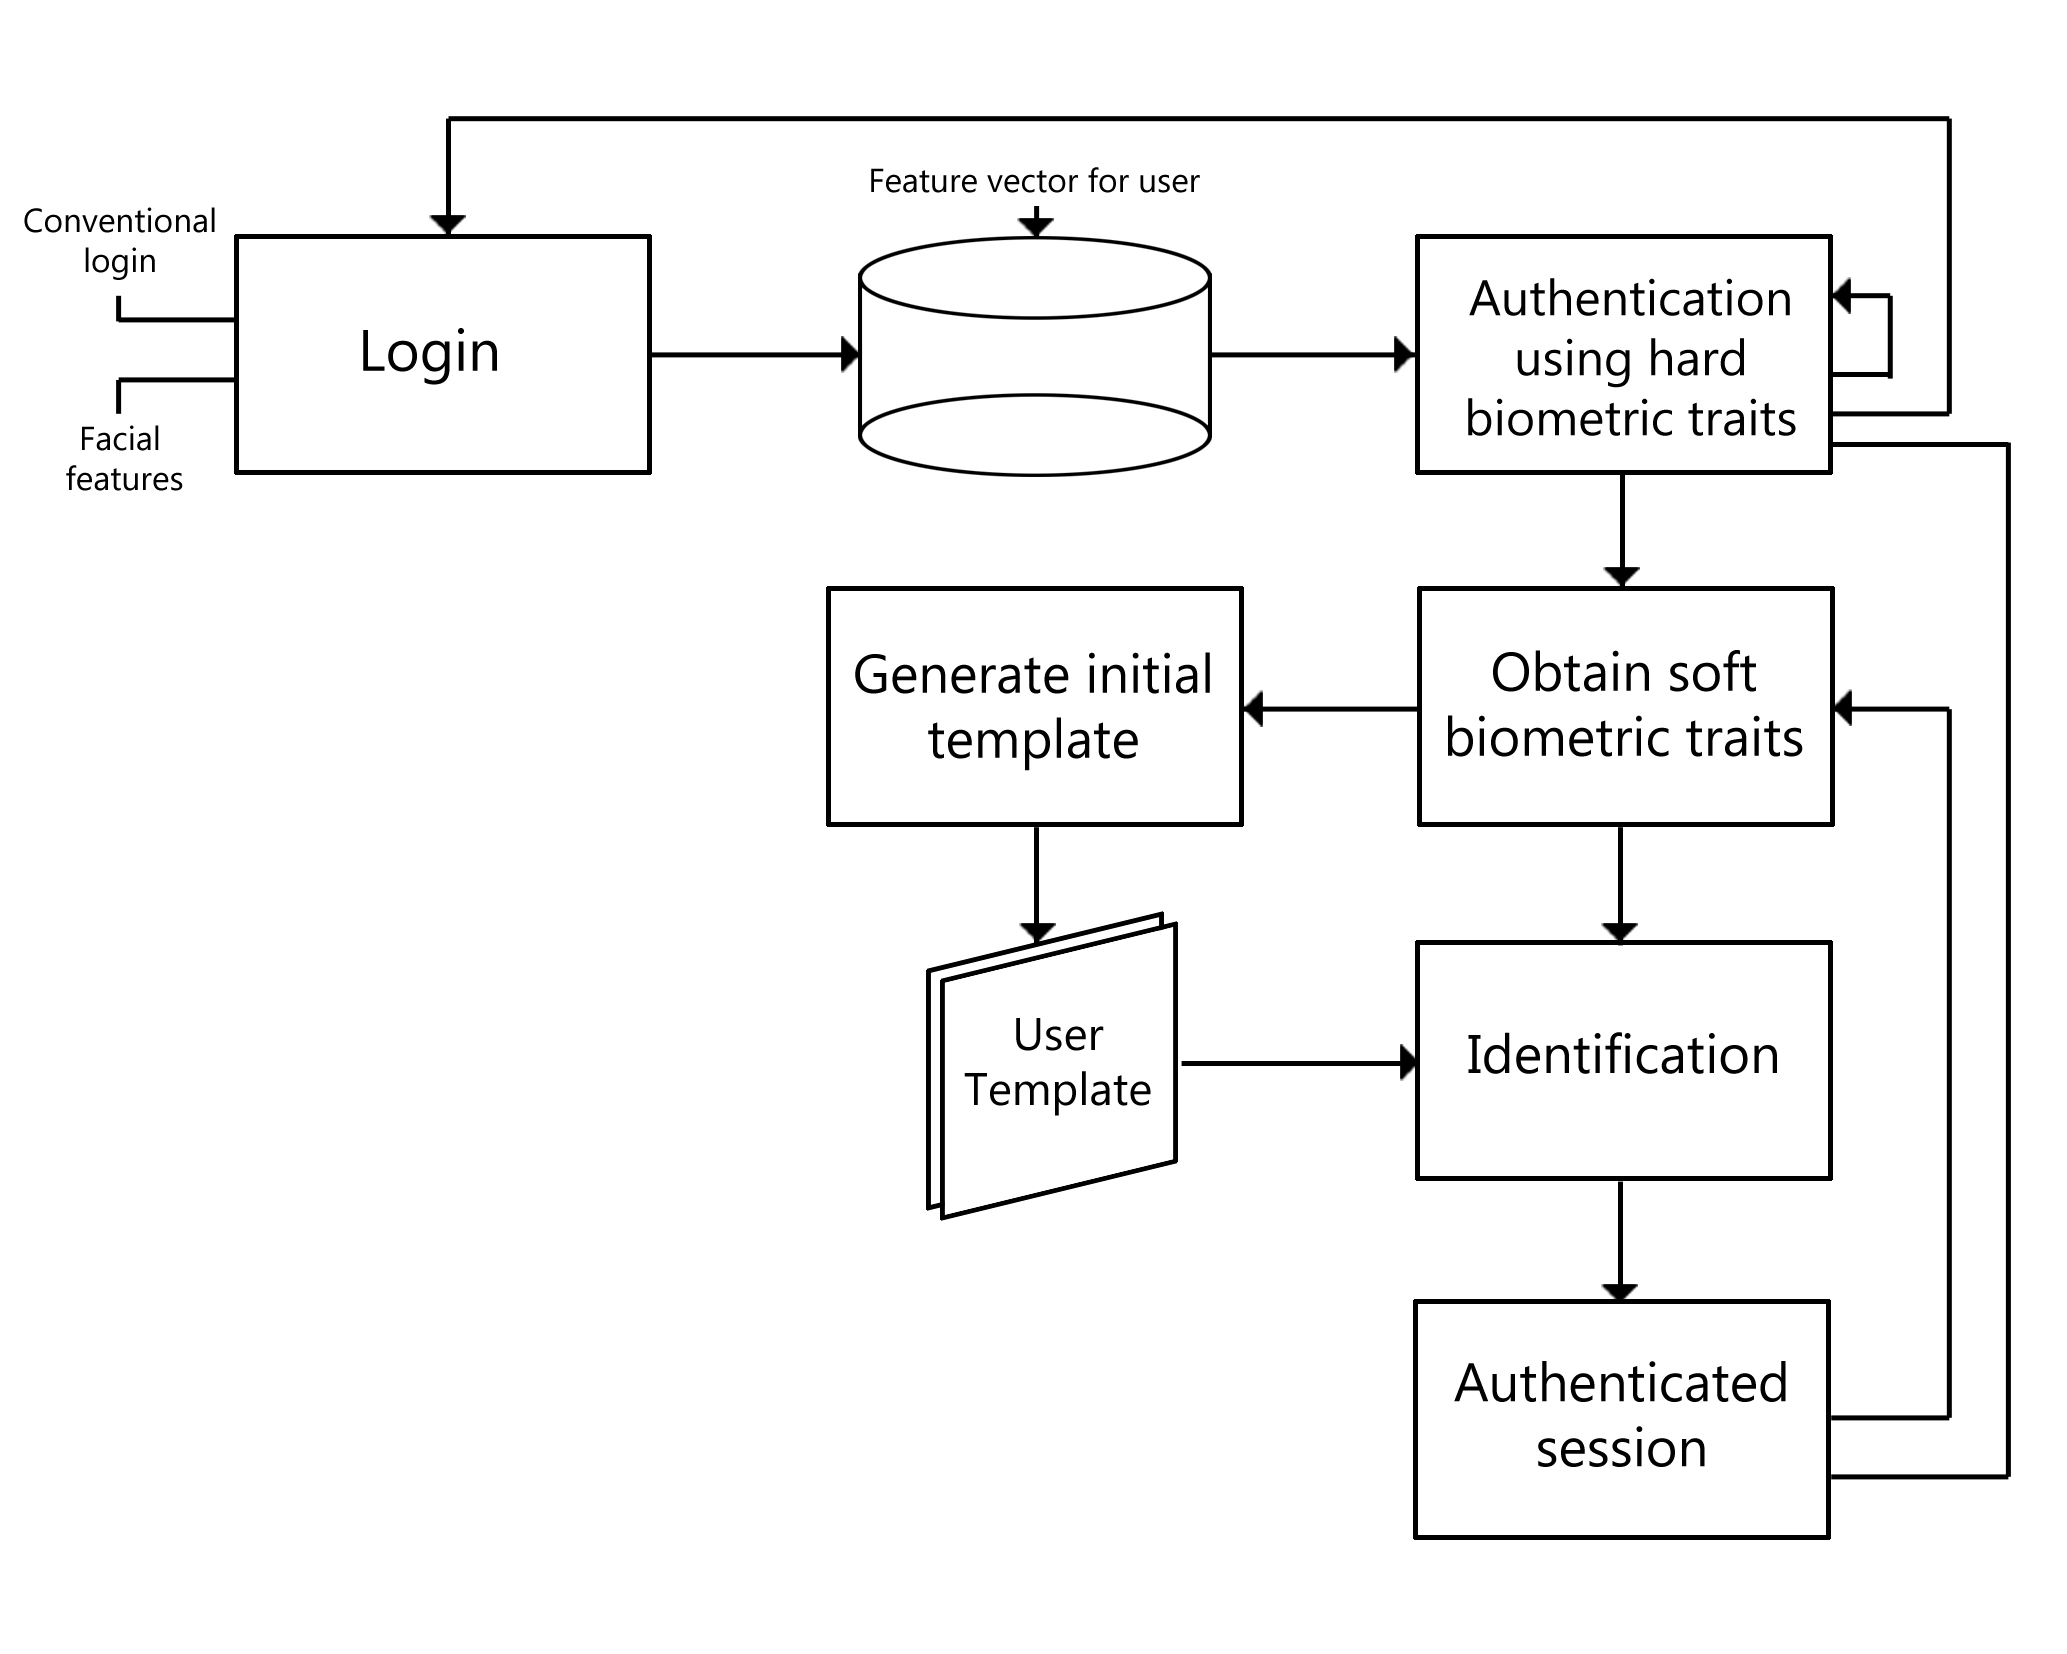 Feature vector for user
Conventional
login
Login
Facial
features
Authentication
using hard
biometric traits
Generate initial
template
Obtain soft
biometric traits
User
Template
Identification
Authenticated
session